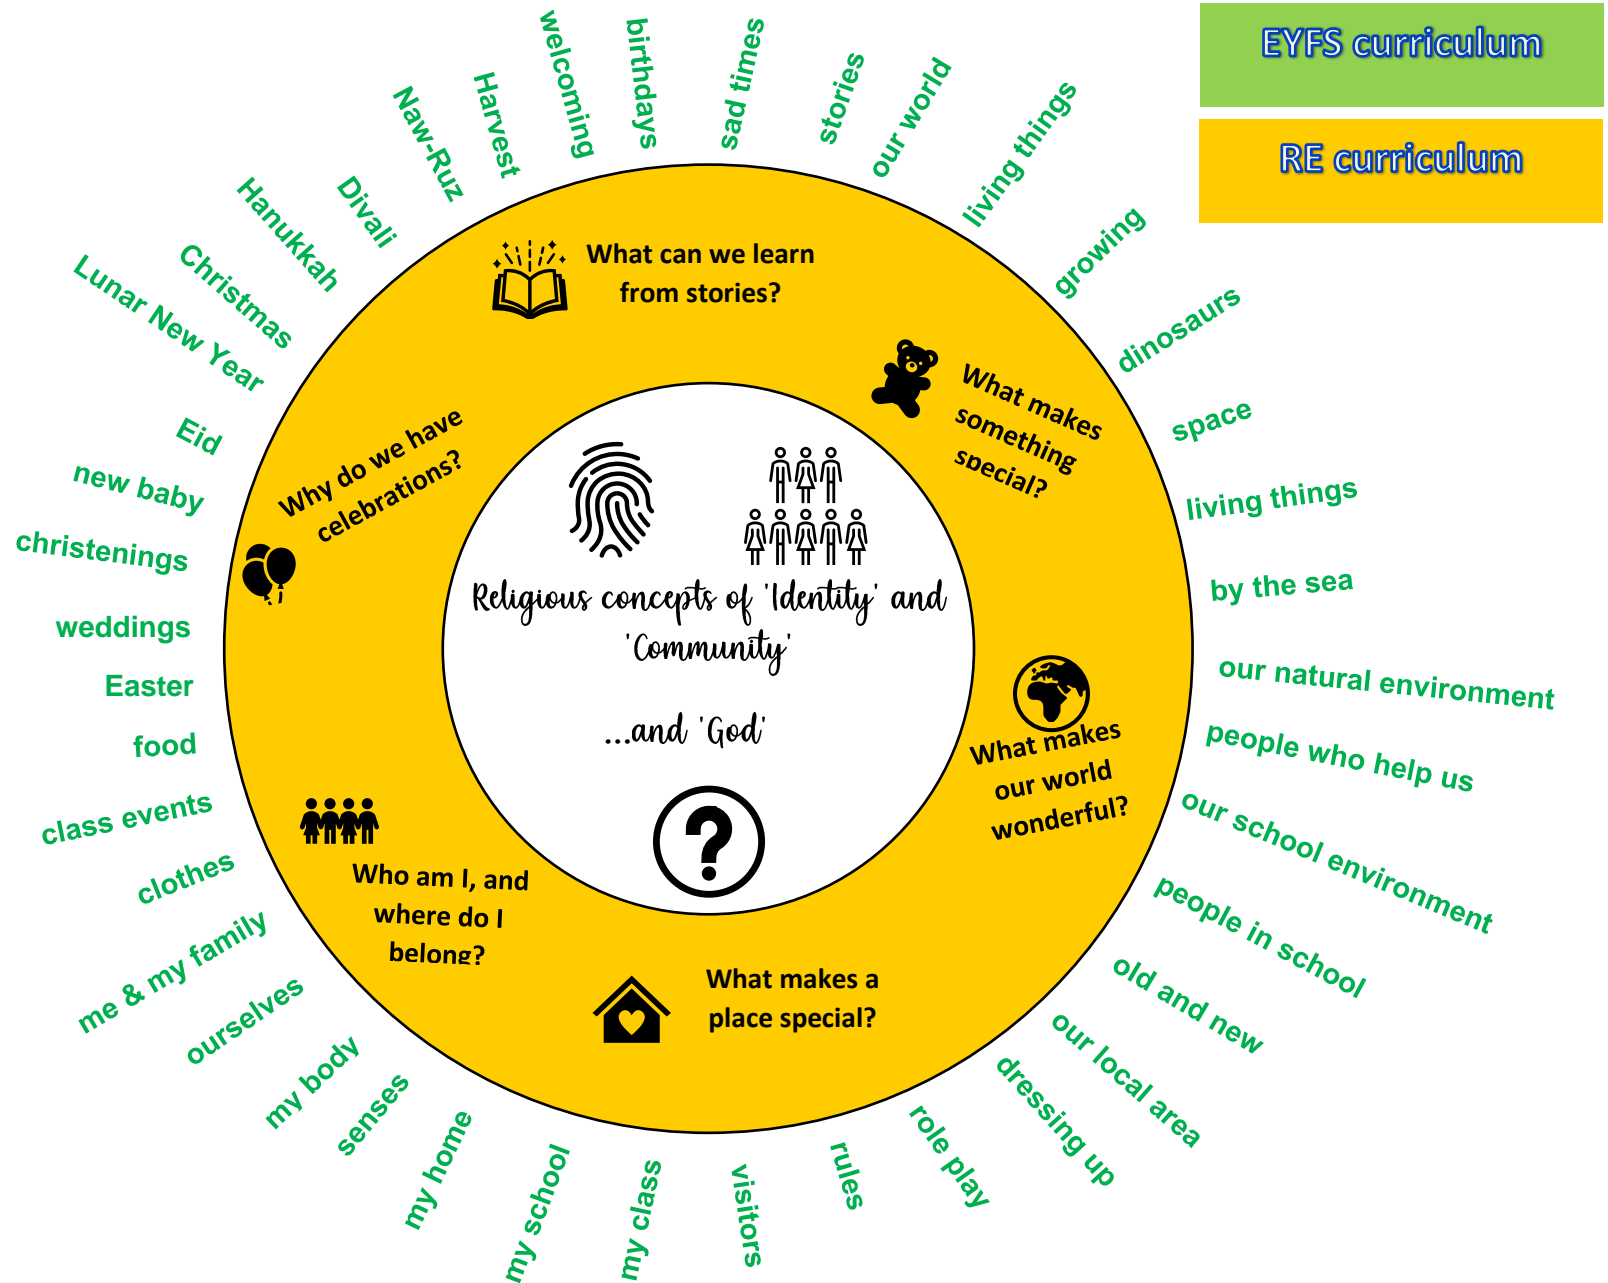 EYFS curriculum
RE curriculum
sad times
stories
our world
living things
growing
dinosaurs
space
living things
by the sea
our natural environment
people who help us
our school environment
people in school
old and new
our local area
dressing up
role play
rules
visitors
my class
my school
my home
senses
my body
ourselves
me & my family
clothes
class events
food
Easter
weddings
christenings
new baby
Eid
Lunar New Year
Christmas
Hanukkah
Divali
Naw-Ruz
Harvest
welcoming
birthdays
What can we learn
from stories?
What makes
something
special?
What makes
our world
wonderful?
What makes a
place special?
Who am I, and
where do I
belong?
Why do we have
celebrations?
Religious concepts of 'Identity' and
'Community'
...and 'God'
?